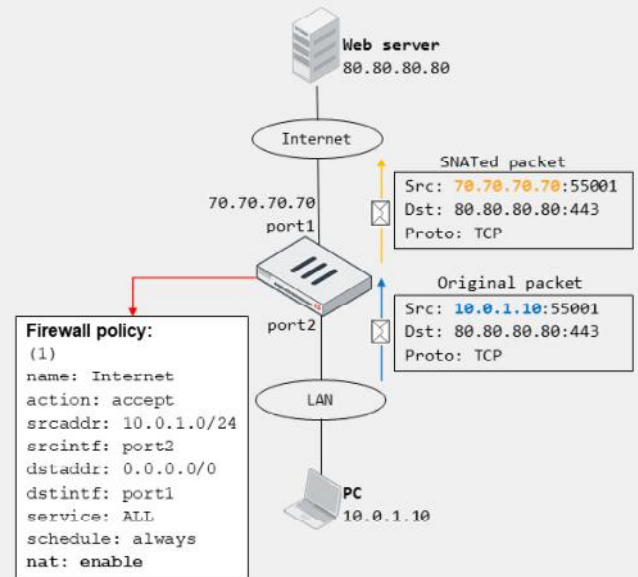 Web server
80.80.80.80
Internet
SNATed packet
Src: 70.70.70.70:55001
Dst: 80.80.80.80:443
Proto: TCP
70.70.70.70
port1
Original packet
Src: 10.0.1.10:55001
Dst: 80.80.80.80:443
Proto: TCP
port2
Firewall policy:
(1)
name: Internet
action: accept
srcaddr: 10.0.1.0/24
srcintf: port2
dstaddr: 0.0.0.0/0
dstintf: port1
service: ALL
schedule: always
nat: enable
LAN
PC
10.0.1.10